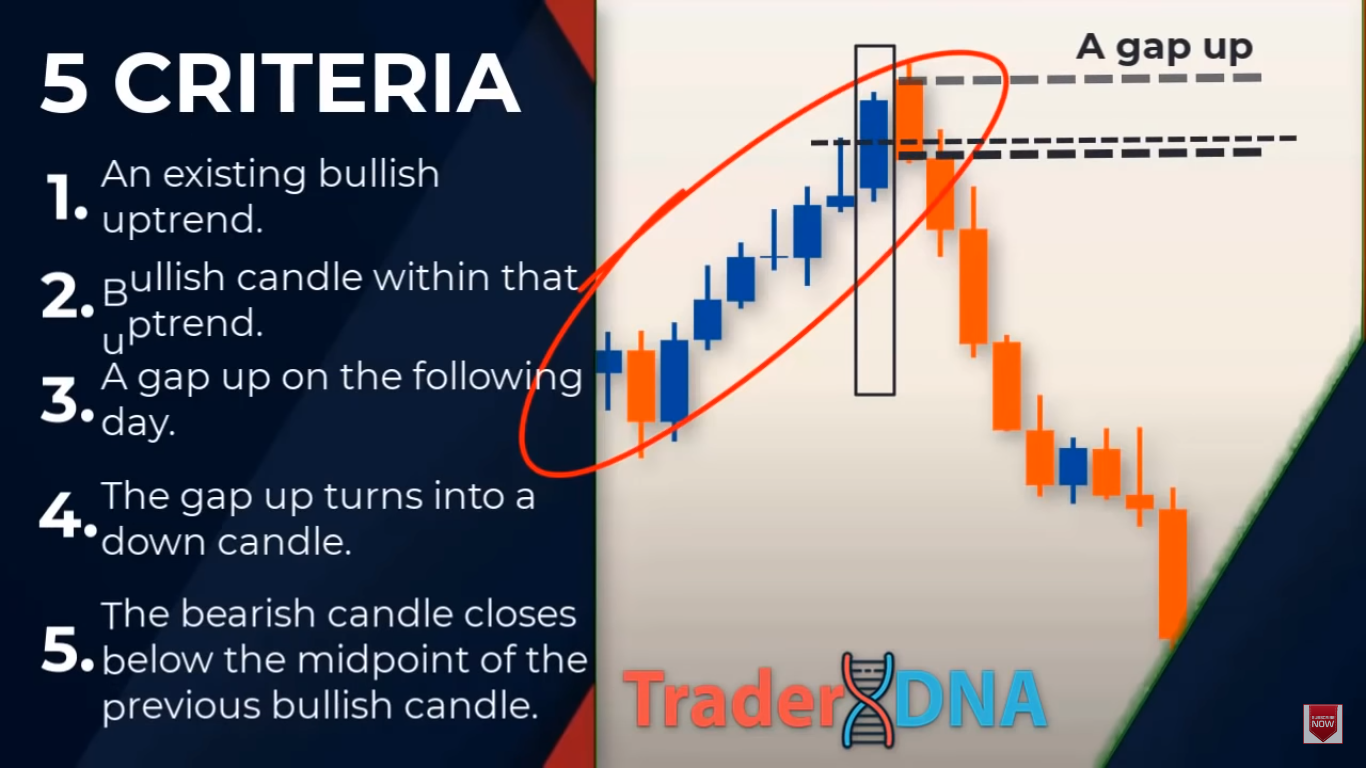 5 CRITERIA
1. An existing bullish
uptrend.
2. Bullish candle within that
uptrend.
3. A gap up on the following
day.
4. The gap up turns into a
down candle.
5. The bearish candle closes
below the midpoint of the
previous bullish candle.
A gap up
TraderDNA
SUBSCRIBE
NOW